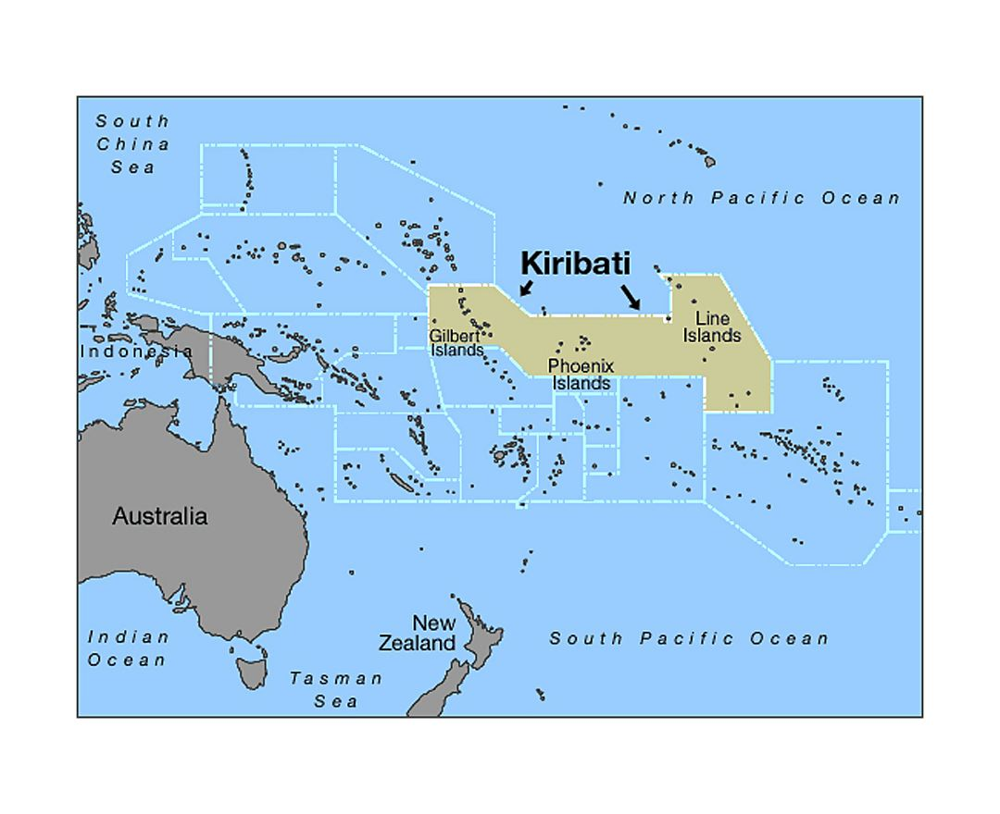 South
China
Sea
North Pacific Ocean
Kiribati
Line
Islands
Gilbert
Islands
Indonesia
Phoenix
Islands
Australia
New
Zealand
Indian
Ocean
South Pacific Ocean
Tasman
Sea